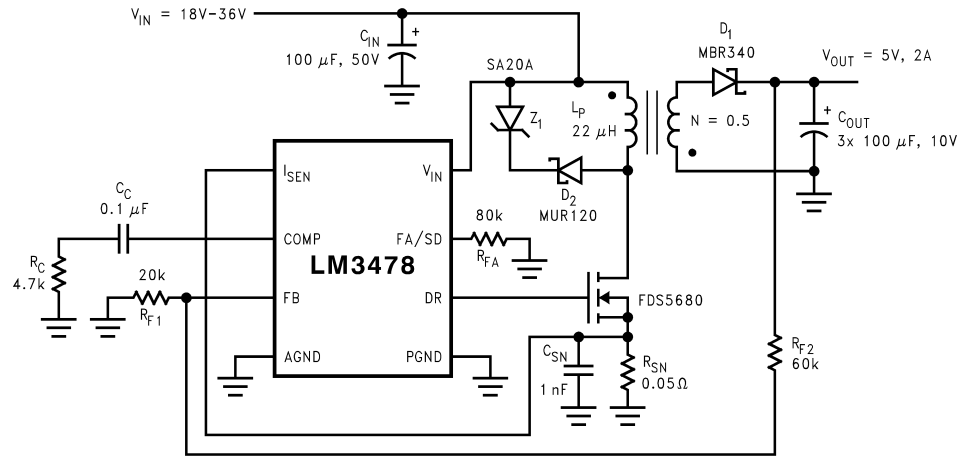 V_IN = 18V-36V
C_IN
100 µF, 50V
+
SA20A
Z_1
L_P
22 µH
D_2
MUR120
N = 0.5
D_1
MBR340
V_OUT = 5V, 2A
+
C_OUT
3x 100 µF, 10V
C_C
0.1 µF
R_C
4.7k
20k
R_F1
I_SEN
COMP
FB
AGND
LM3478
V_IN
FA/SD
DR
PGND
80k
R_FA
FDS5680
C_SN
1 nF
R_SN
0.05Ω
R_F2
60k